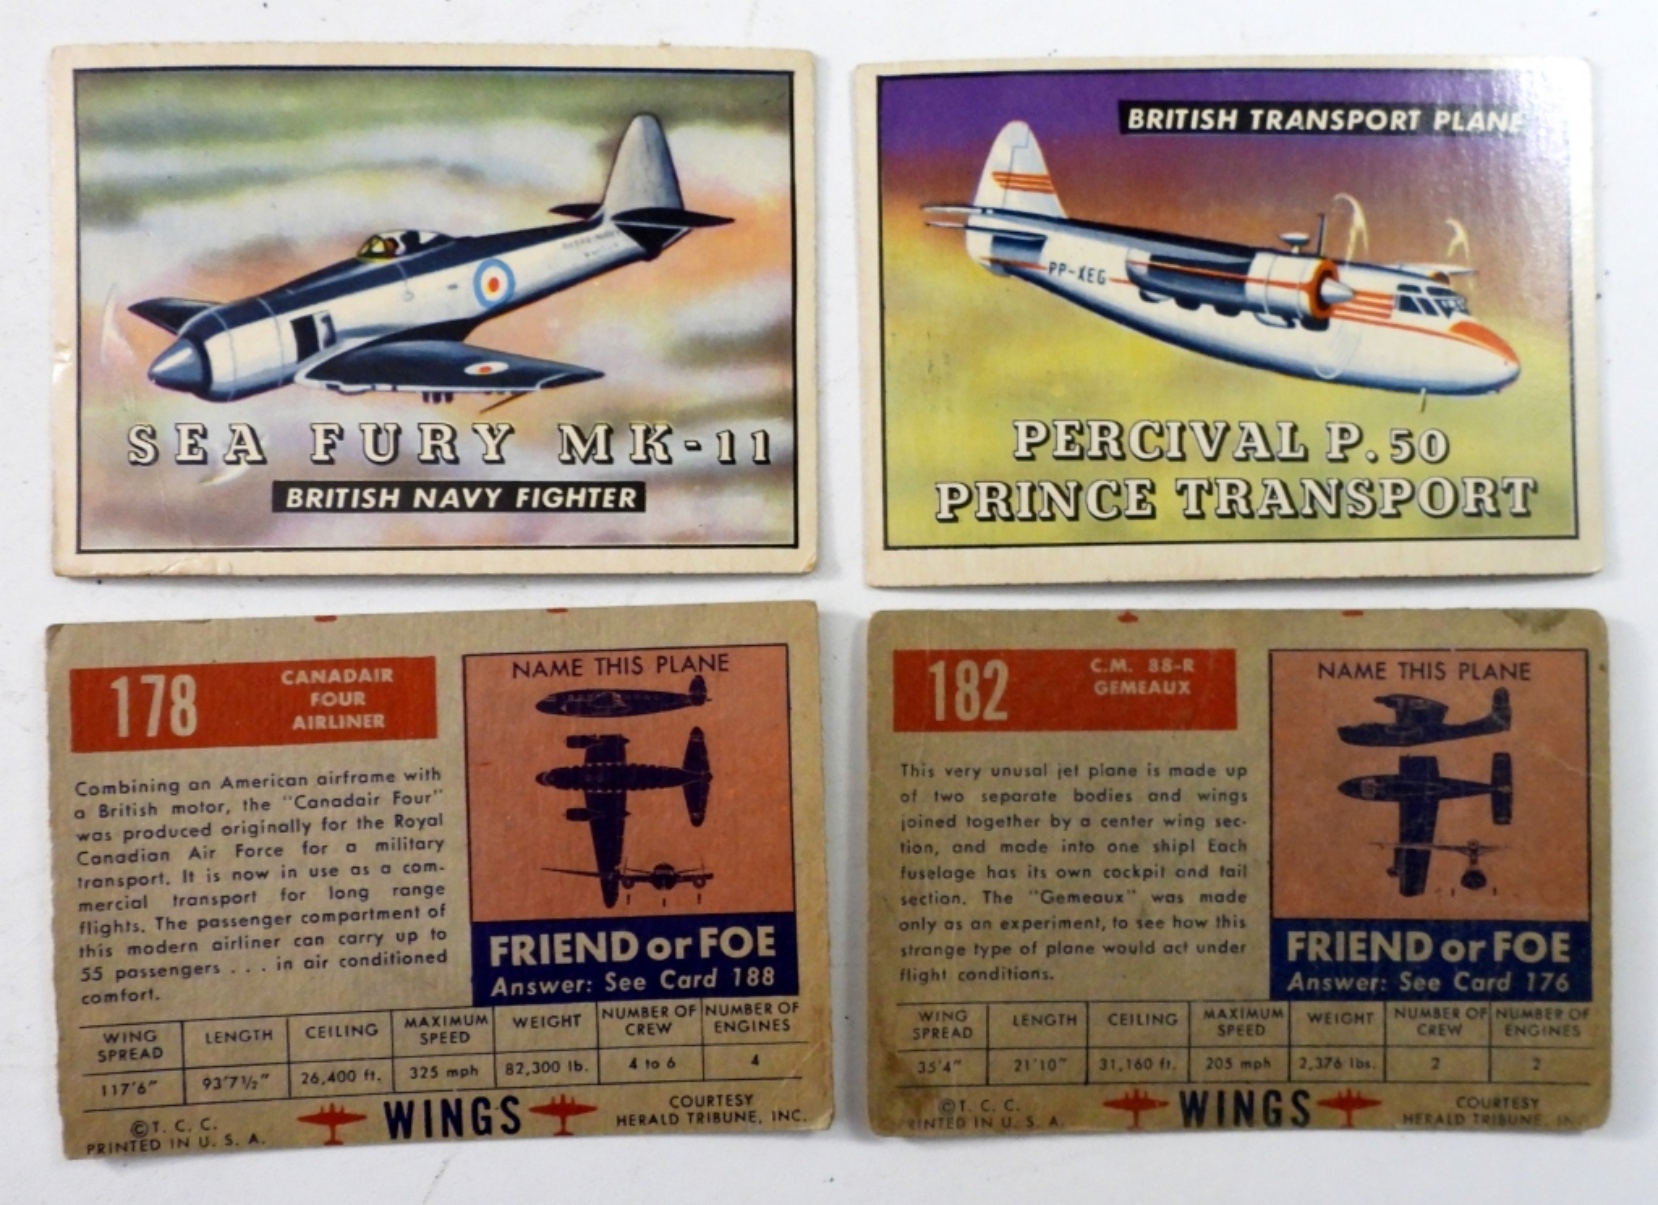 SEA FURY MK-11
BRITISH NAVY FIGHTER
BRITISH TRANSPORT PLANE
PP-XEG
PERCIVAL P.50
PRINCE TRANSPORT
178
CANADAIR
FOUR
AIRLINER
Combining an American airframe with
a British motor, the "Canadair Four"
was produced originally for the Royal
Canadian Air Force for a military
transport. It is now in use as a com-
mercial transport for long range
flights. The passenger compartment of
this modern airliner can carry up to
55 passengers . . . in air conditioned
comfort.
NAME THIS PLANE
FRIEND or FOE
Answer: See Card 188
WING SPREAD LENGTH CEILING MAXIMUM SPEED WEIGHT NUMBER OF CREW NUMBER OF ENGINES
117'6" 93'7½" 26,400 ft. 325 mph 82,300 lb. 4 to 6 4
©T. C. C.
PRINTED IN U. S. A.
WINGS
COURTESY
HERALD TRIBUNE, INC.
182
C.M. 88-R
GEMEAUX
This very unusal jet plane is made up
of two separate bodies and wings
joined together by a center wing sec-
tion, and made into one ship! Each
fuselage has its own cockpit and tail
section. The "Gemeaux" was made
only as an experiment, to see how this
strange type of plane would act under
flight conditions.
NAME THIS PLANE
FRIEND or FOE
Answer: See Card 176
WING SPREAD LENGTH CEILING MAXIMUM SPEED WEIGHT NUMBER OF CREW NUMBER OF ENGINES
35'4" 21'10" 31,160 ft. 205 mph 2,376 lbs. 2 2
©T. C. C.
PRINTED IN U. S. A.
WINGS
COURTESY
HERALD TRIBUNE, INC